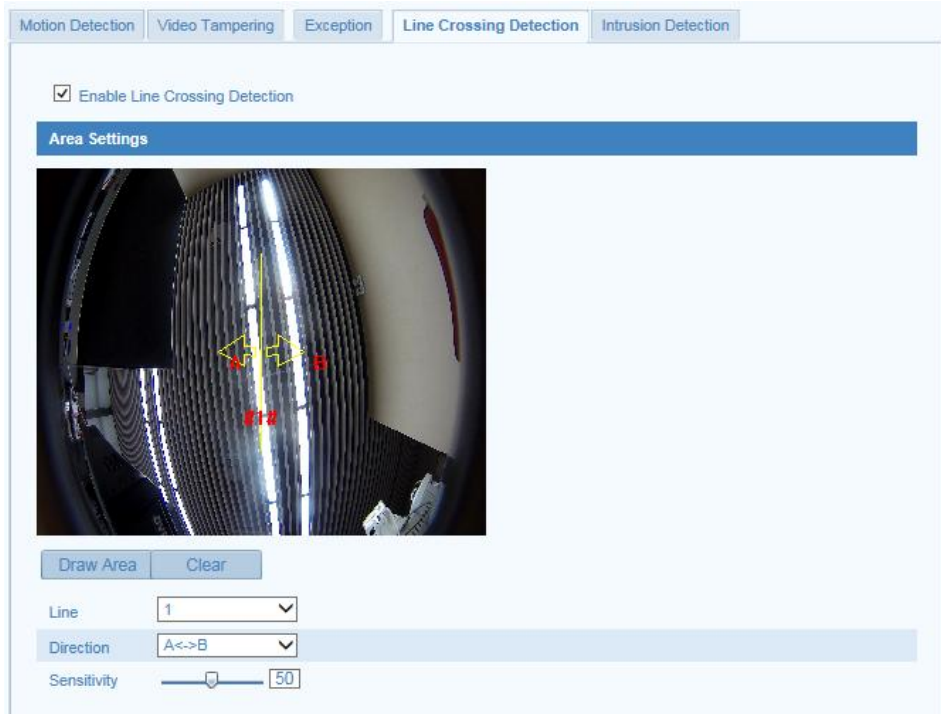 Motion Detection Video Tampering Exception Line Crossing Detection Intrusion Detection
Enable Line Crossing Detection
Area Settings
A B
#1#
Draw Area Clear
Line 1
Direction A<->B
Sensitivity 50